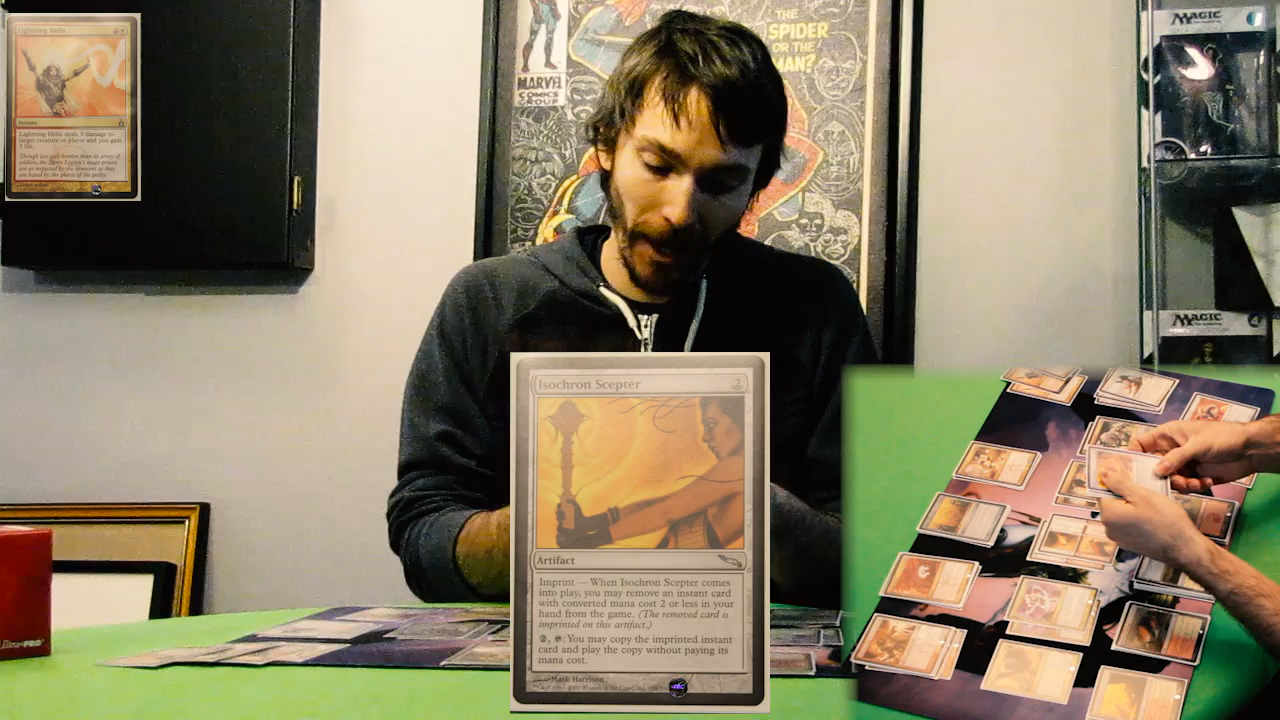 Lightning Helix
Instant
Lightning Helix deals 3 damage to
target creature or player and you gain
3 life.
THE
SPIDER
OR THE
MAN?
MARVEL
COMICS
GROUP
MAGIC
MAGIC
Isochron Scepter
2
Artifact
Imprint — When Isochron Scepter comes
into play, you may remove an instant card
with converted mana cost 2 or less in your
hand from the game. (The removed card is
imprinted on this artifact.)
2, : You may copy the imprinted instant
card and play the copy without paying its
mana cost.
Mark Harrison